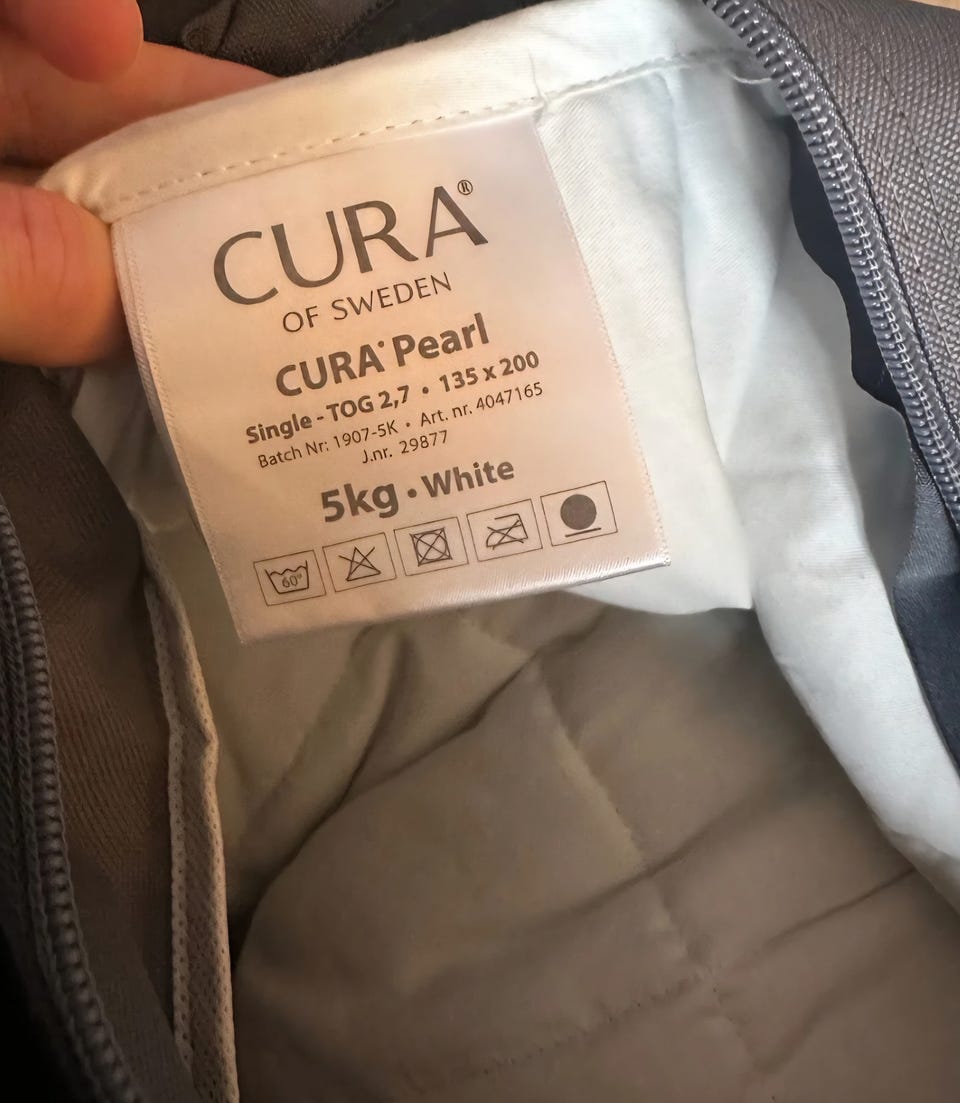 CURA®
OF SWEDEN
CURA® Pearl
Single - TOG 2,7 • 135 x 200
Batch Nr: 1907-5K • Art. nr. 4047165
J.nr. 29877
5kg • White
60°